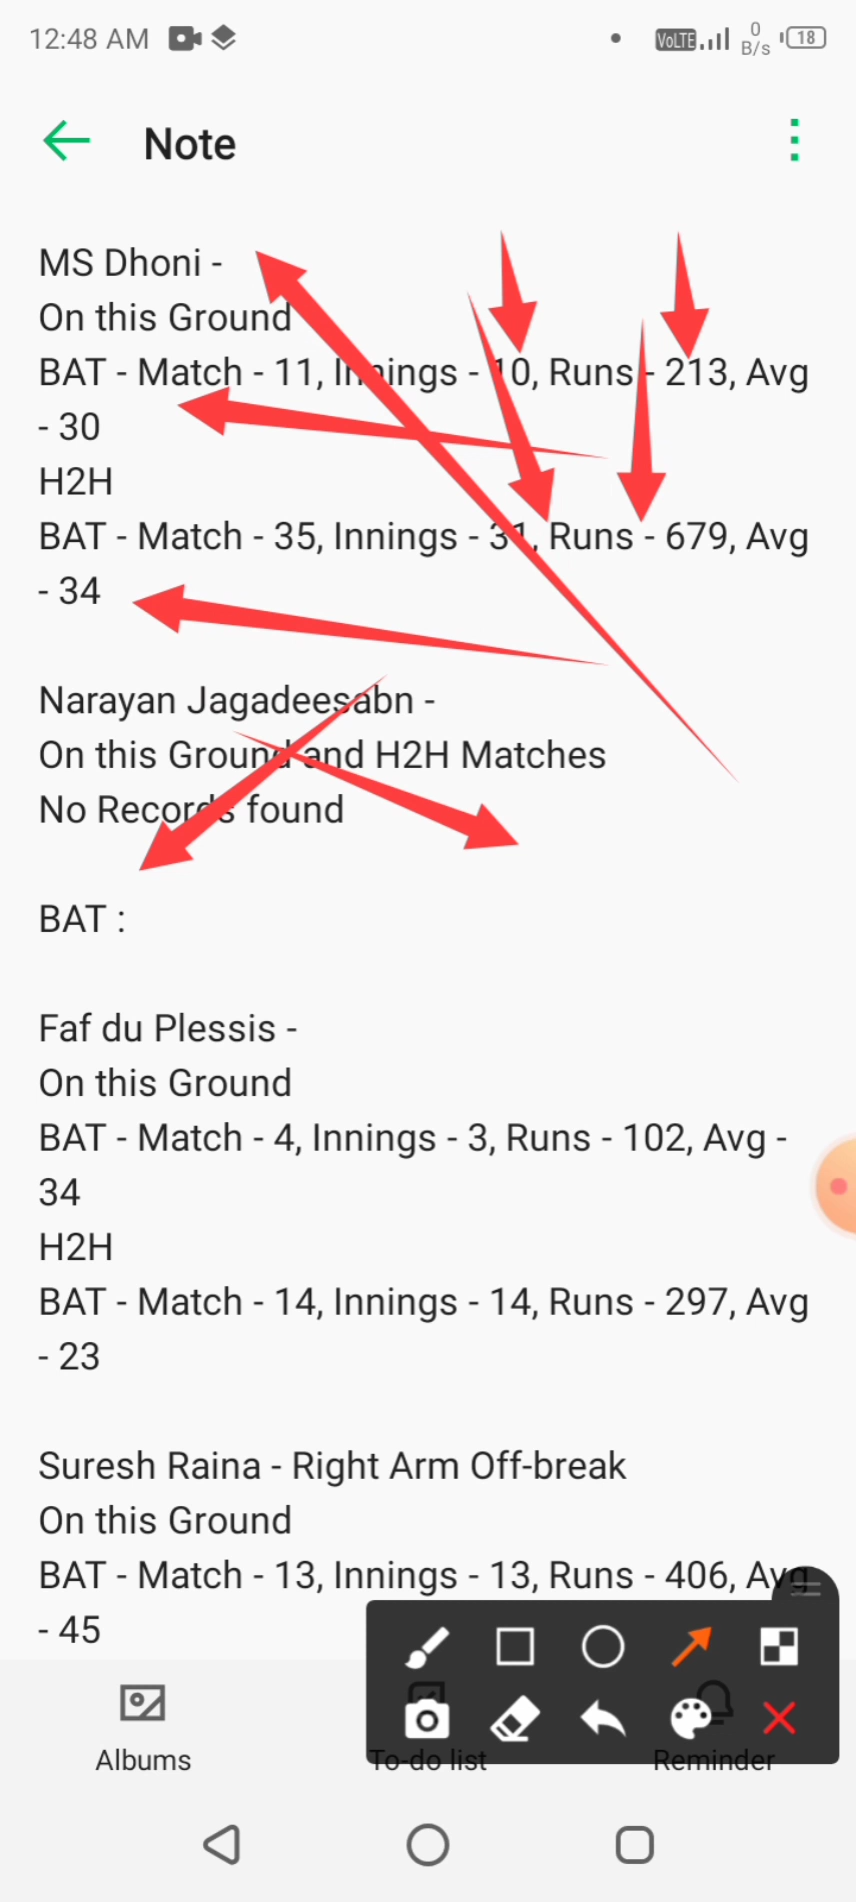 12:48 AM VoLTE 0 B/s 18
Note
MS Dhoni -
On this Ground
BAT - Match - 11, Innings - 10, Runs - 213, Avg
- 30
H2H
BAT - Match - 35, Innings - 31, Runs - 679, Avg
- 34
Narayan Jagadeesabn -
On this Ground and H2H Matches
No Records found
BAT :
Faf du Plessis -
On this Ground
BAT - Match - 4, Innings - 3, Runs - 102, Avg -
34
H2H
BAT - Match - 14, Innings - 14, Runs - 297, Avg
- 23
Suresh Raina - Right Arm Off-break
On this Ground
BAT - Match - 13, Innings - 13, Runs - 406, Avg
- 45
Albums To-do list Reminder